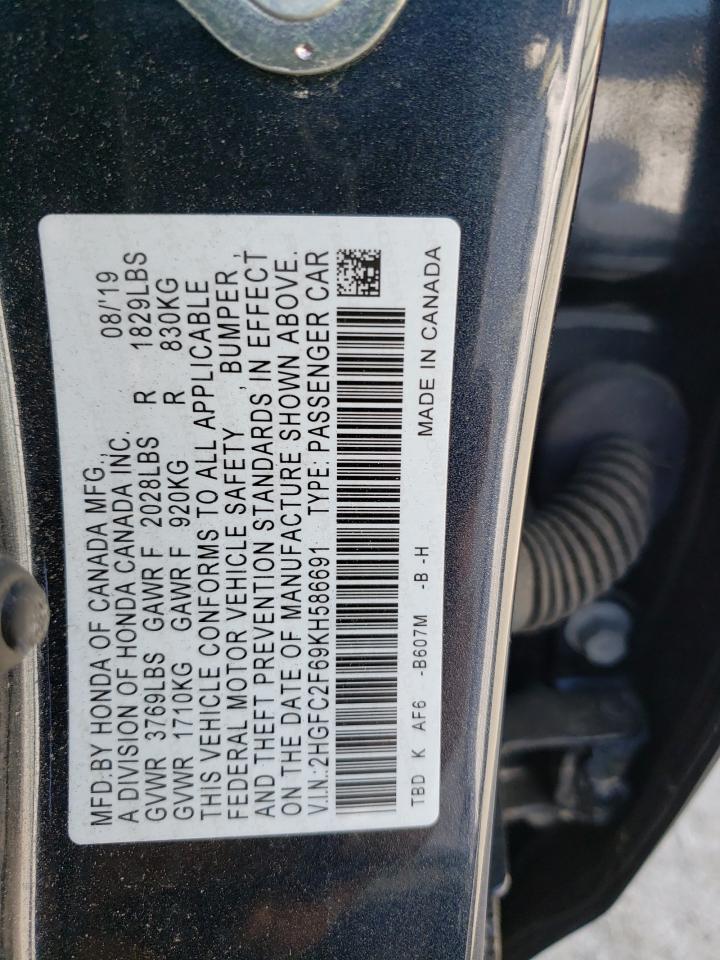 MFD.BY HONDA OF CANADA MFG., 08/'19
A DIVISION OF HONDA CANADA INC.
GVWR 3769LBS GAWR F 2028LBS R 1829LBS
GVWR 1710KG GAWR F 920KG R 830KG
THIS VEHICLE CONFORMS TO ALL APPLICABLE
FEDERAL MOTOR VEHICLE SAFETY, BUMPER,
AND THEFT PREVENTION STANDARDS IN EFFECT
ON THE DATE OF MANUFACTURE SHOWN ABOVE.
V.I.N.:2HGFC2F69KH586691 TYPE: PASSENGER CAR
TBD K AF6 -B607M -B -H MADE IN CANADA